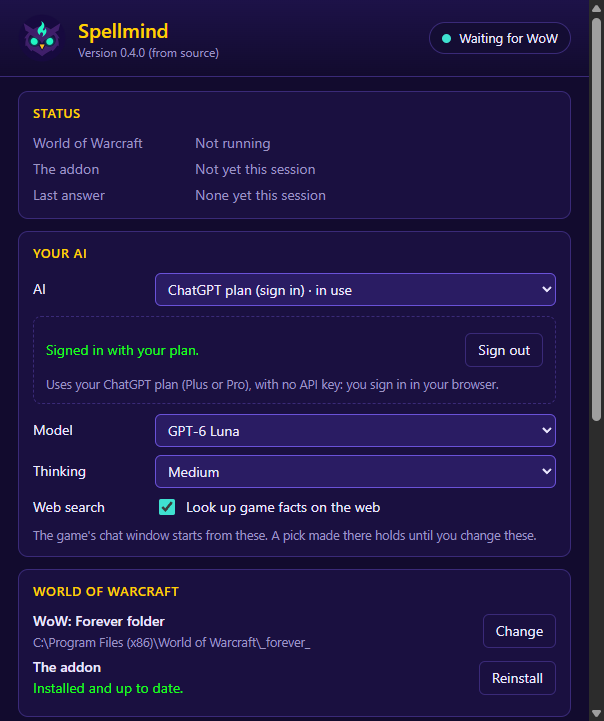 Spellmind
Version 0.4.0 (from source)
Waiting for WoW
STATUS
World of Warcraft
Not running
The addon
Not yet this session
Last answer
None yet this session
YOUR AI
AI
ChatGPT plan (sign in) · in use
Signed in with your plan.
Sign out
Uses your ChatGPT plan (Plus or Pro), with no API key: you sign in in your browser.
Model
GPT-6 Luna
Thinking
Medium
Web search
Look up game facts on the web
The game's chat window starts from these. A pick made there holds until you change these.
WORLD OF WARCRAFT
WoW: Forever folder
C:\Program Files (x86)\World of Warcraft\_forever_
Change
The addon
Installed and up to date.
Reinstall